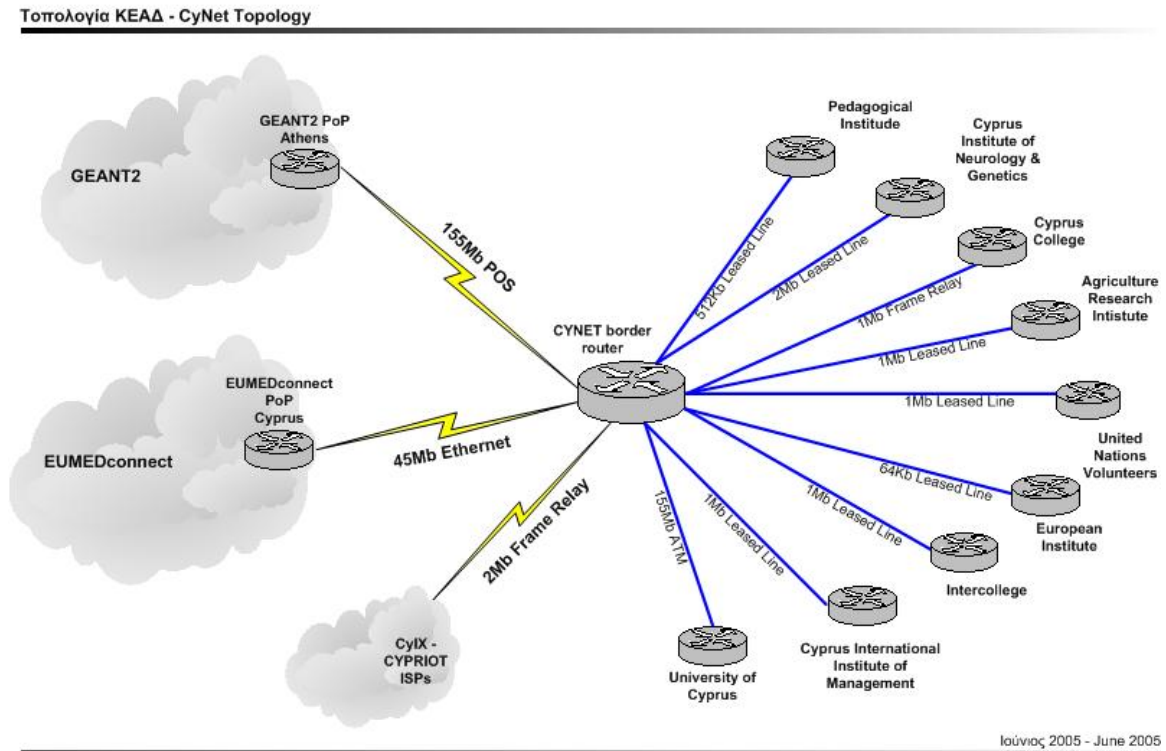 Τοπολογία ΚΕΑΔ - CyNet Topology
GEANT2 PoP
Athens
GEANT2
155Mb POS
EUMEDconnect
PoP
Cyprus
EUMEDconnect
45Mb Ethernet
2Mb Frame Relay
CyIX -
CYPRIOT
ISPs
CYNET border
router
Pedagogical
Institude
512Kb Leased Line
Cyprus
Institute of
Neurology &
Genetics
2Mb Leased Line
Cyprus
College
1Mb Frame Relay
Agriculture
Research
Intistute
1Mb Leased Line
1Mb Leased Line
United
Nations
Volunteers
64Kb Leased Line
European
Institute
1Mb Leased Line
Intercollege
1Mb Leased Line
Cyprus International
Institute of
Management
155Mb ATM
University of
Cyprus
Ιούνιος 2005 - June 2005